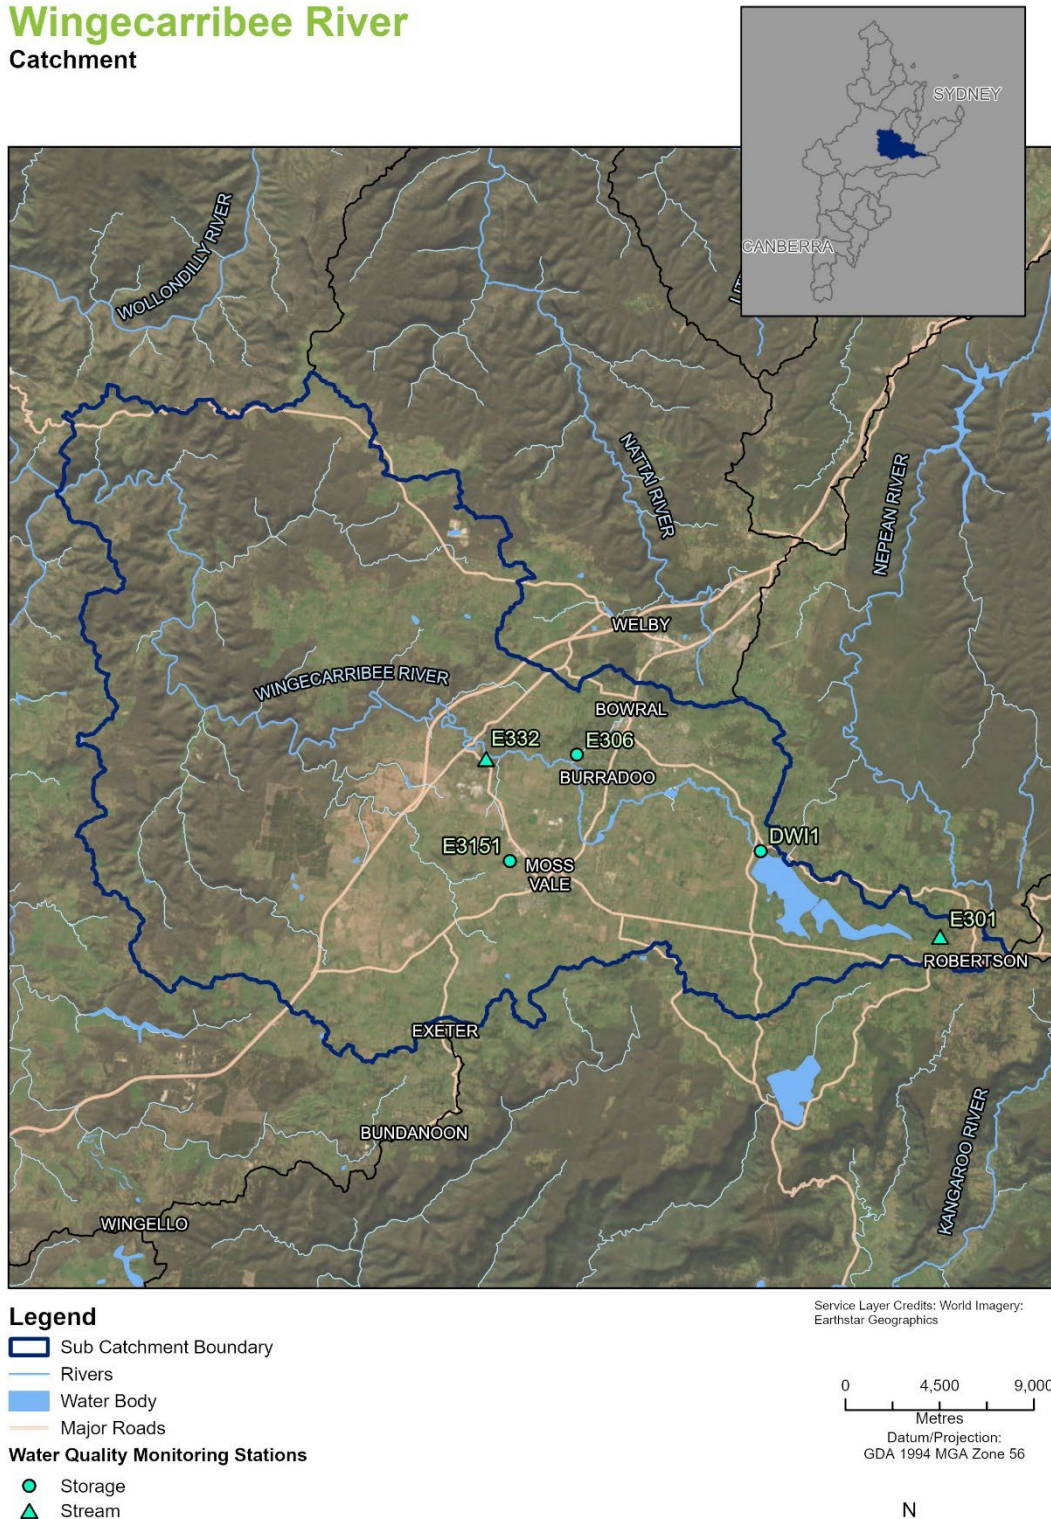 Wingecarribee River
Catchment
SYDNEY
CANBERRA
WOLLONDILLY RIVER
NATTAI RIVER
NEPEAN RIVER
WELBY
WINGECARRIBEE RIVER
BOWRAL
E332
E306
BURRADOO
DWI1
E3151
MOSS
VALE
E301
ROBERTSON
EXETER
BUNDANOON
KANGAROO RIVER
WINGELLO
Legend
Sub Catchment Boundary
Rivers
Water Body
Major Roads
Water Quality Monitoring Stations
Storage
Stream
Service Layer Credits: World Imagery:
Earthstar Geographics
0 4,500 9,000
Metres
Datum/Projection:
GDA 1994 MGA Zone 56
N